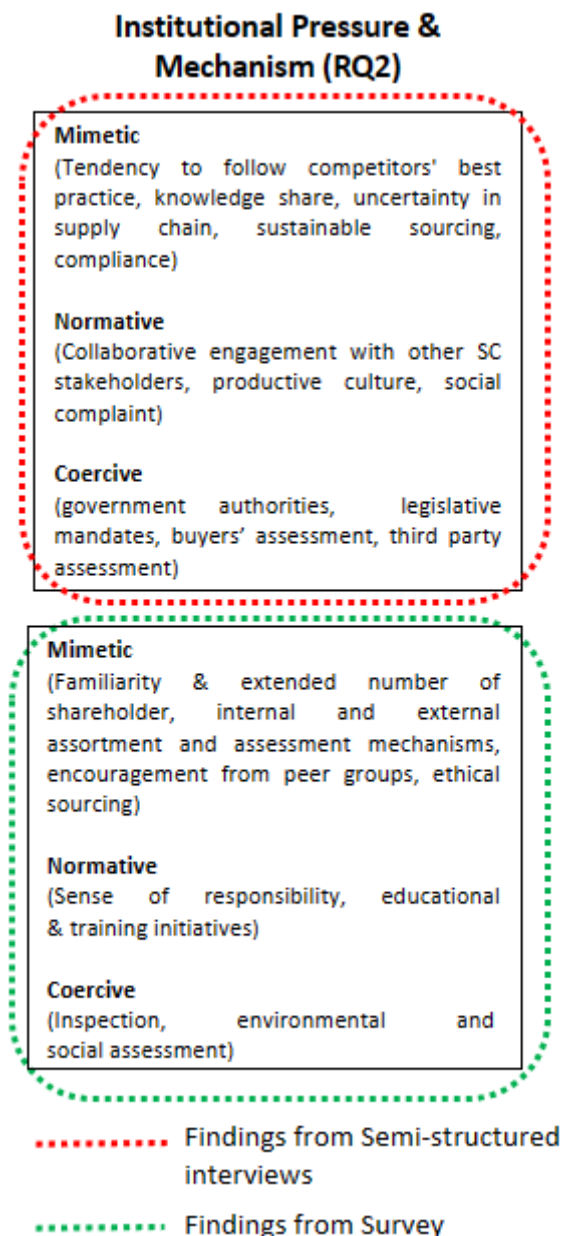 Institutional Pressure &
Mechanism (RQ2)
Mimetic
(Tendency to follow competitors' best
practice, knowledge share, uncertainty in
supply chain, sustainable sourcing,
compliance)
Normative
(Collaborative engagement with other SC
stakeholders, productive culture, social
complaint)
Coercive
(government authorities, legislative
mandates, buyers’ assessment, third party
assessment)
Mimetic
(Familiarity & extended number of
shareholder, internal and external
assortment and assessment mechanisms,
encouragement from peer groups, ethical
sourcing)
Normative
(Sense of responsibility, educational
& training initiatives)
Coercive
(Inspection, environmental and
social assessment)
Findings from Semi-structured
interviews
Findings from Survey